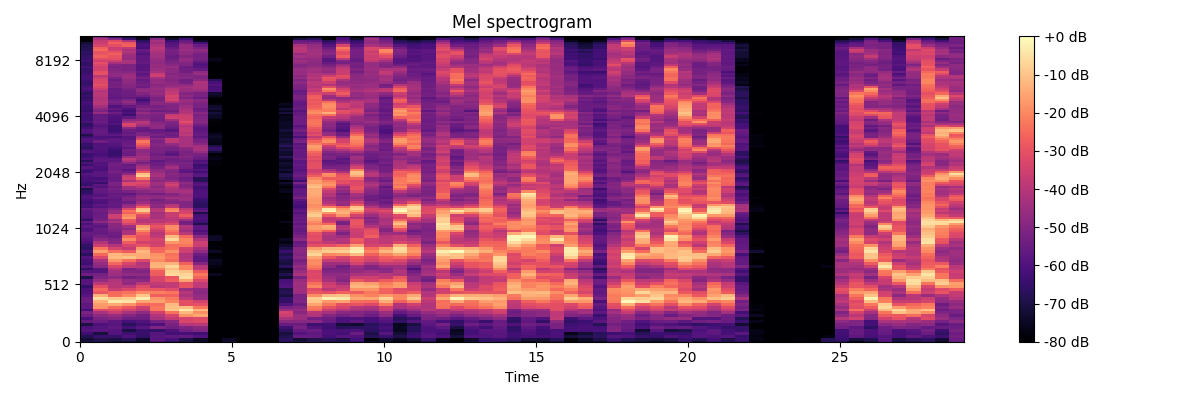 Mel spectrogram
Hz
8192
4096
2048
1024
512
0
0 5 10 15 20 25
Time
+0 dB
-10 dB
-20 dB
-30 dB
-40 dB
-50 dB
-60 dB
-70 dB
-80 dB